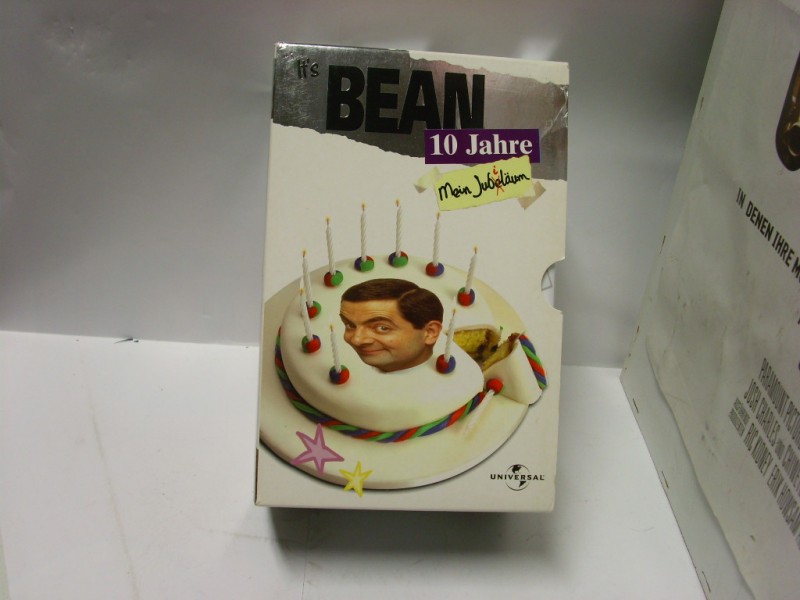 It's
BEAN
10 Jahre
Mein Jubiläum
UNIVERSAL
IN DENEN IHRE M